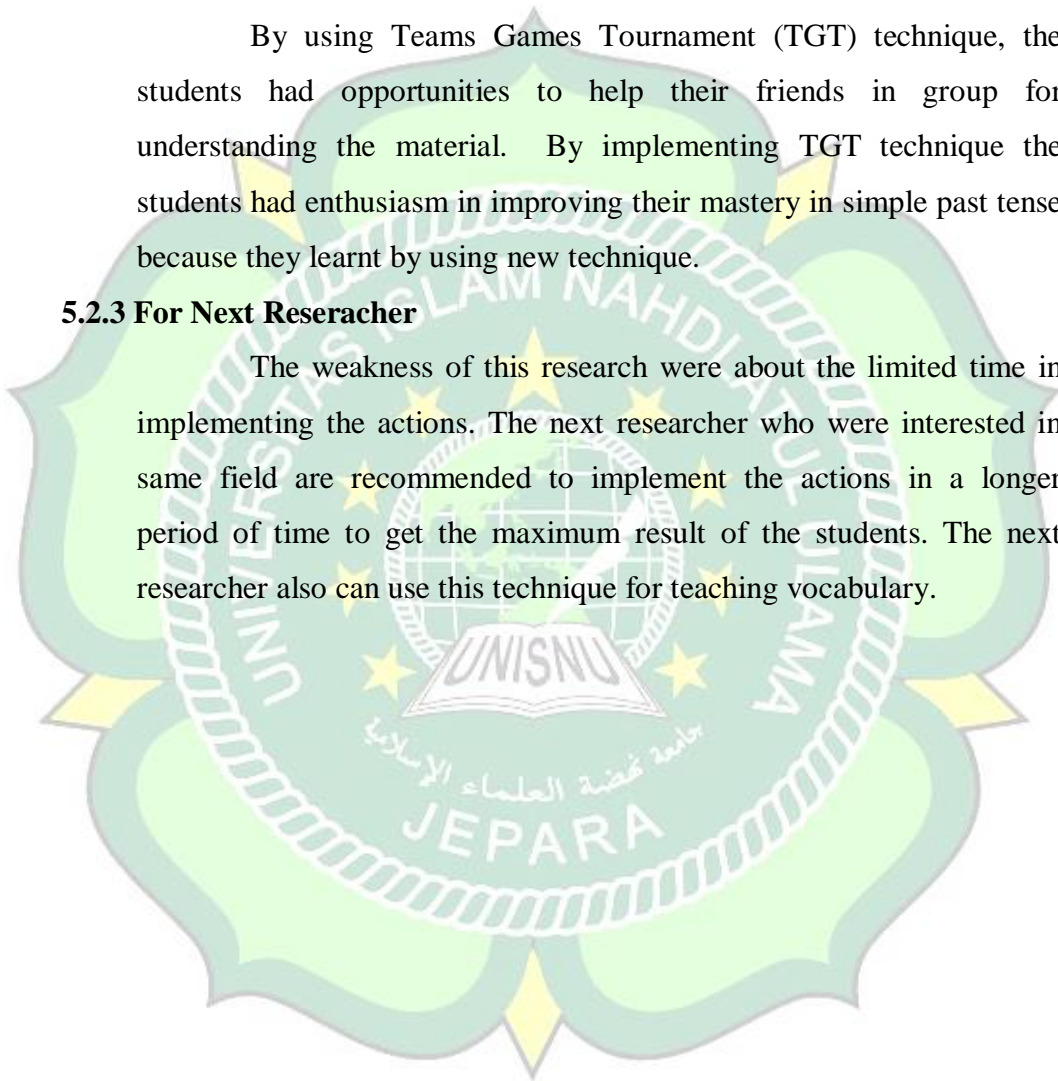 By using Teams Games Tournament (TGT) technique, the
students had opportunities to help their friends in group for
understanding the material. By implementing TGT technique the
students had enthusiasm in improving their mastery in simple past tense
because they learnt by using new technique.
5.2.3 For Next Reseracher
The weakness of this research were about the limited time in
implementing the actions. The next researcher who were interested in
same field are recommended to implement the actions in a longer
period of time to get the maximum result of the students. The next
researcher also can use this technique for teaching vocabulary.
UNIVERSITAS ISLAM NAHDLATUL ULAMA
UNISNU
جامعة نهضة العلماء الإسلامية
JEPARA